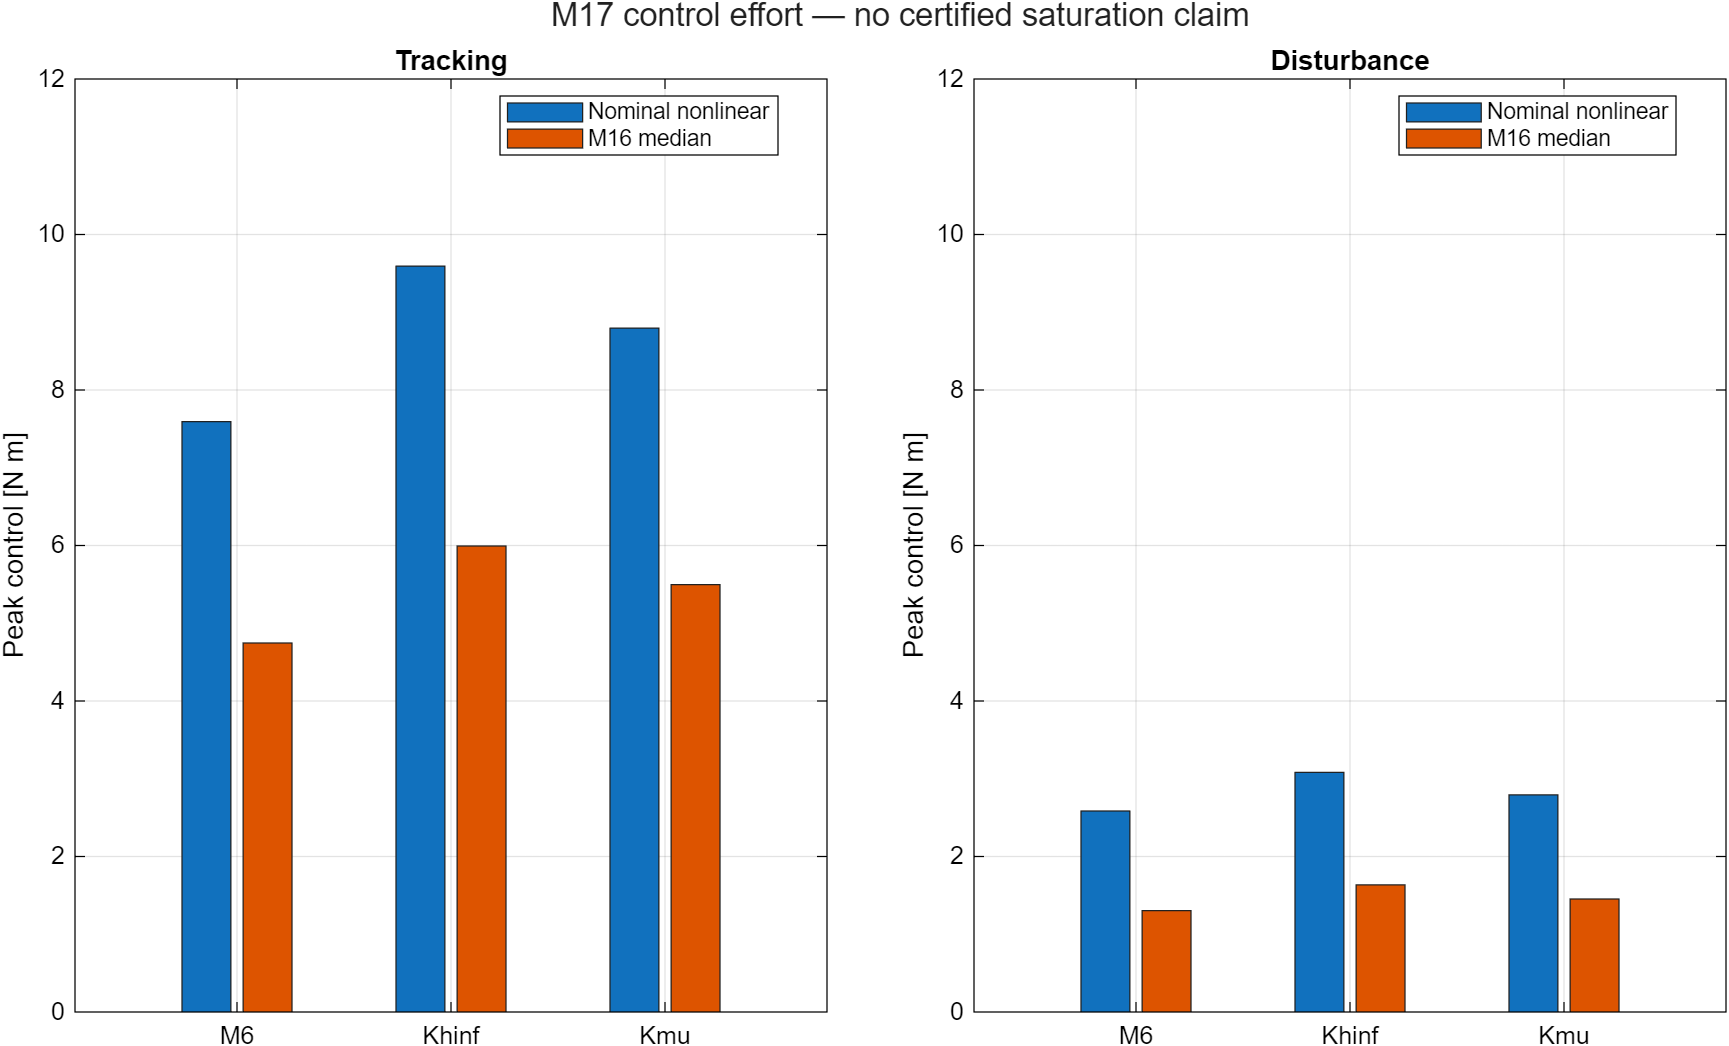 M17 control effort — no certified saturation claim
Tracking
Nominal nonlinear
M16 median
Peak control [N m]
12
10
8
6
4
2
0
M6 Khinf Kmu
Disturbance
Nominal nonlinear
M16 median
Peak control [N m]
12
10
8
6
4
2
0
M6 Khinf Kmu